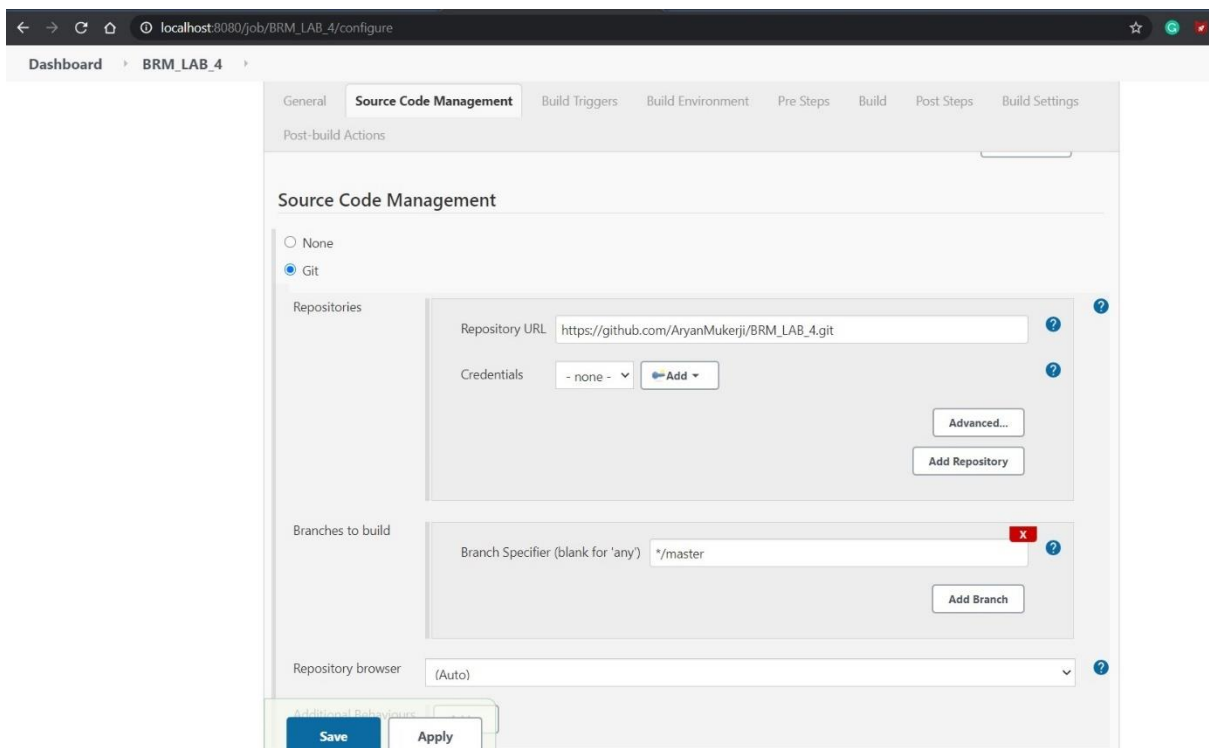 localhost:8080/job/BRM_LAB_4/configure
Dashboard BRM_LAB_4
General Source Code Management Build Triggers Build Environment Pre Steps Build Post Steps Build Settings
Post-build Actions
Source Code Management
None
Git
Repositories
Repository URL https://github.com/AryanMukerji/BRM_LAB_4.git
Credentials - none - Add
Advanced...
Add Repository
Branches to build
X
Branch Specifier (blank for 'any') */master
Add Branch
Repository browser (Auto)
Additional Behaviours
Save Apply